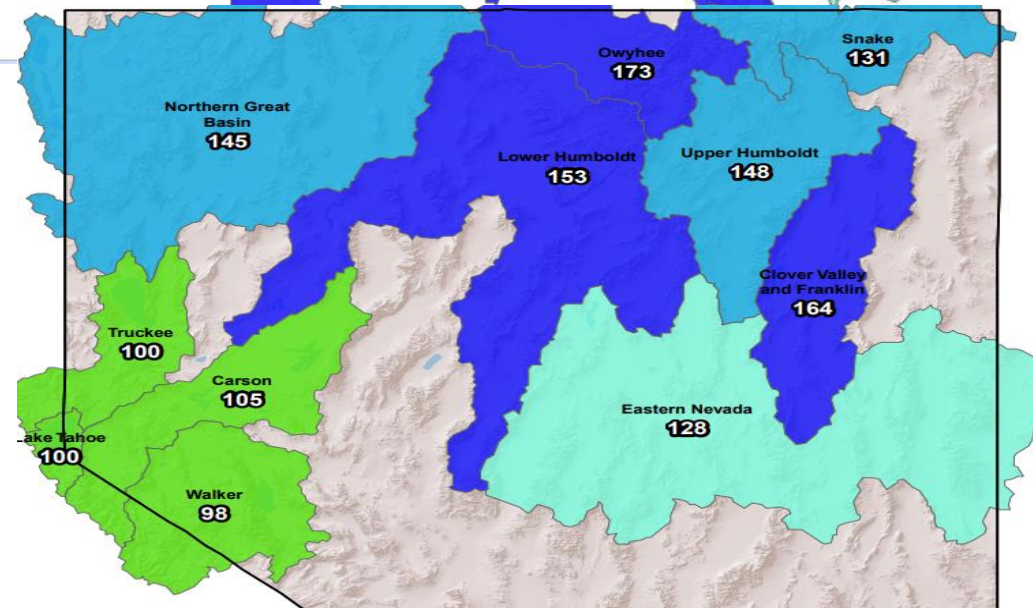 Owyhee
173
Snake
131
Northern Great
Basin
145
Lower Humboldt
153
Upper Humboldt
148
Clover Valley
and Franklin
164
Truckee
100
Carson
105
Eastern Nevada
128
ake Tahoe
100
Walker
98